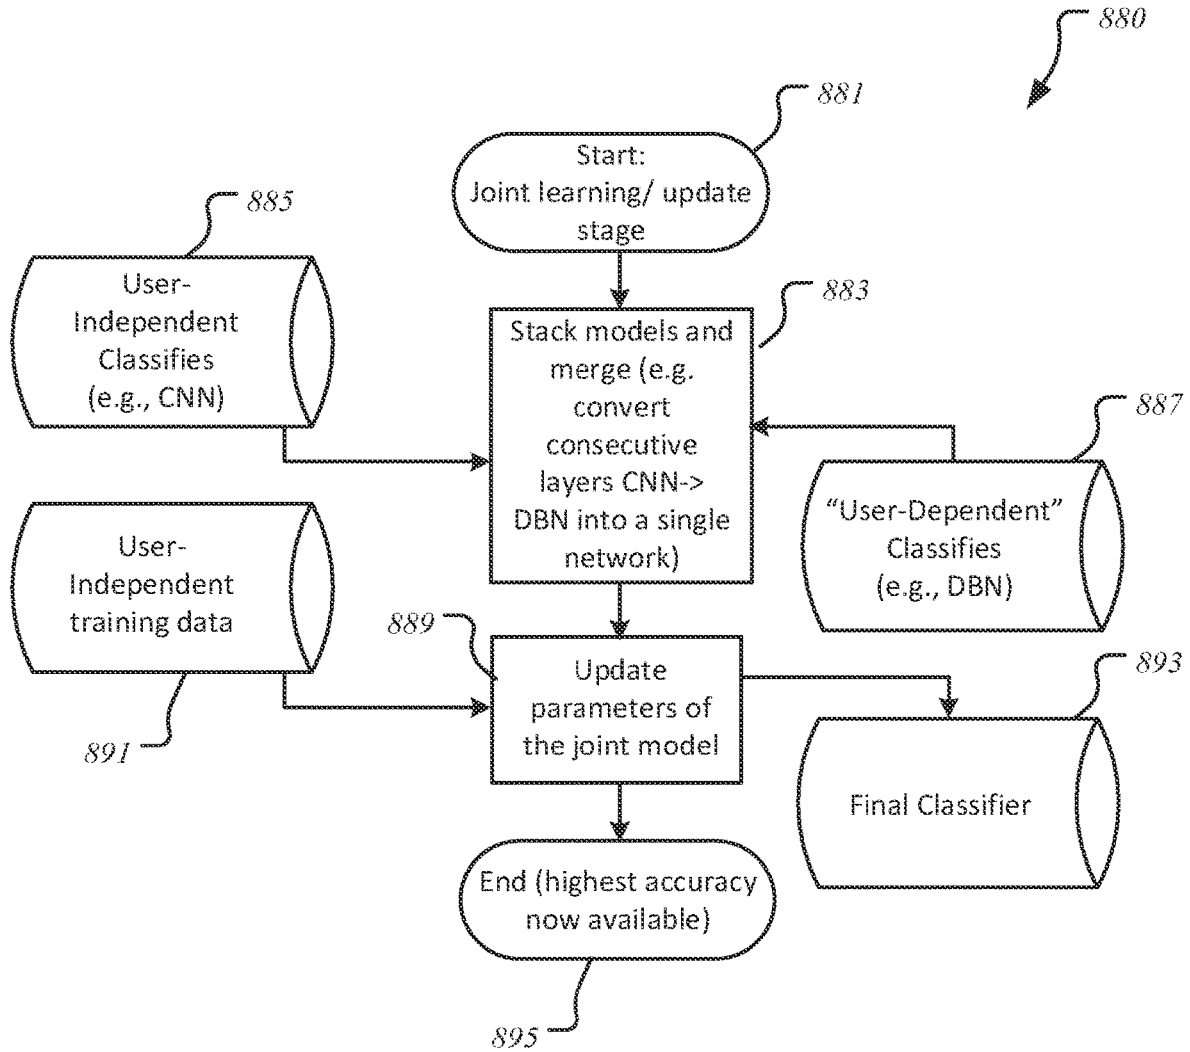 880
881
Start:
Joint learning/ update
stage
885
User-
Independent
Classifies
(e.g., CNN)
883
Stack models and
merge (e.g.
convert
consecutive
layers CNN->
DBN into a single
network)
887
“User-Dependent”
Classifies
(e.g., DBN)
User-
Independent
training data
891
889
Update
parameters of
the joint model
893
Final Classifier
End (highest accuracy
now available)
895